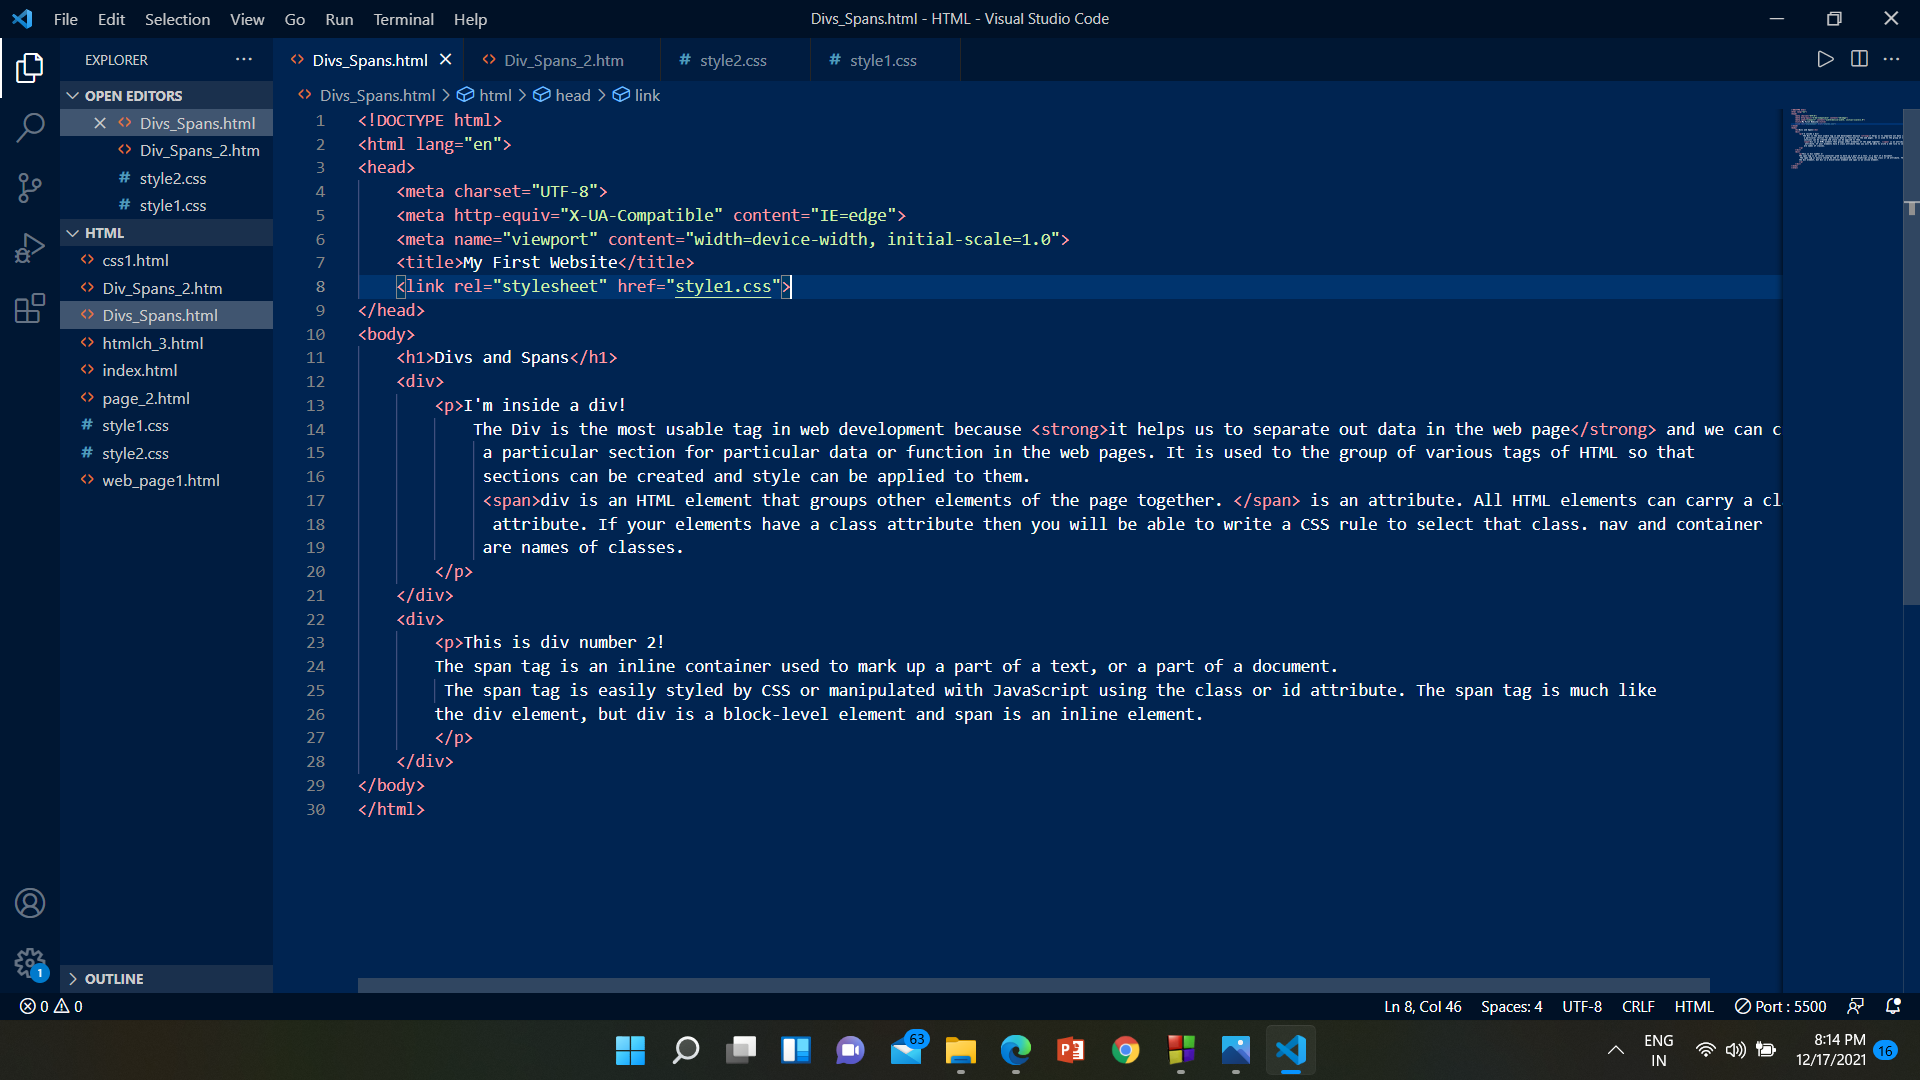 File Edit Selection View Go Run Terminal Help
Divs_Spans.html - HTML - Visual Studio Code
EXPLORER
OPEN EDITORS
Divs_Spans.html
Div_Spans_2.htm
style2.css
style1.css
HTML
css1.html
Div_Spans_2.htm
Divs_Spans.html
htmlch_3.html
index.html
page_2.html
style1.css
style2.css
web_page1.html
OUTLINE
Divs_Spans.html Div_Spans_2.htm style2.css style1.css
Divs_Spans.html > html > head > link
1 <!DOCTYPE html>
2 <html lang="en">
3 <head>
4 <meta charset="UTF-8">
5 <meta http-equiv="X-UA-Compatible" content="IE=edge">
6 <meta name="viewport" content="width=device-width, initial-scale=1.0">
7 <title>My First Website</title>
8 <link rel="stylesheet" href="style1.css">
9 </head>
10 <body>
11 <h1>Divs and Spans</h1>
12 <div>
13 <p>I'm inside a div!
14 The Div is the most usable tag in web development because <strong>it helps us to separate out data in the web page</strong> and we can c
15 a particular section for particular data or function in the web pages. It is used to the group of various tags of HTML so that
16 sections can be created and style can be applied to them.
17 <span>div is an HTML element that groups other elements of the page together. </span> is an attribute. All HTML elements can carry a cl
18 attribute. If your elements have a class attribute then you will be able to write a CSS rule to select that class. nav and container
19 are names of classes.
20 </p>
21 </div>
22 <div>
23 <p>This is div number 2!
24 The span tag is an inline container used to mark up a part of a text, or a part of a document.
25 The span tag is easily styled by CSS or manipulated with JavaScript using the class or id attribute. The span tag is much like
26 the div element, but div is a block-level element and span is an inline element.
27 </p>
28 </div>
29 </body>
30 </html>
1
0 0
Ln 8, Col 46 Spaces: 4 UTF-8 CRLF HTML Port : 5500
63
ENG
IN
8:14 PM
12/17/2021
16